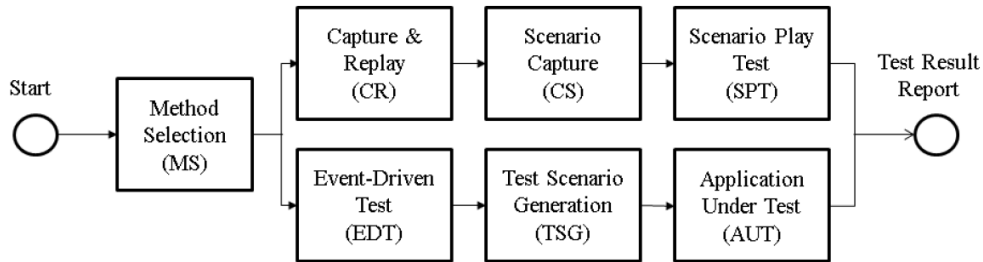 Start
Method
Selection
(MS)
Capture &
Replay
(CR)
Scenario
Capture
(CS)
Scenario Play
Test
(SPT)
Event-Driven
Test
(EDT)
Test Scenario
Generation
(TSG)
Application
Under Test
(AUT)
Test Result
Report